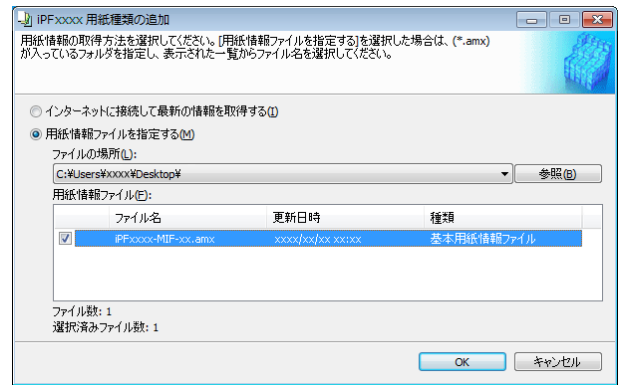 iPFxxxx 用紙種類の追加
用紙情報の取得方法を選択してください。[用紙情報ファイルを指定する]を選択した場合は、(*.amx)
が入っているフォルダを指定し、表示された一覧からファイル名を選択してください。
インターネットに接続して最新の情報を取得する(I)
用紙情報ファイルを指定する(M)
ファイルの場所(L):
C:¥Users¥xxxx¥Desktop¥
参照(B)
用紙情報ファイル(F):
ファイル名 更新日時 種類
iPFxxxx-MIF-xx.amx xxxx/xx/xx xx:xx 基本用紙情報ファイル
ファイル数: 1
選択済みファイル数: 1
OK キャンセル